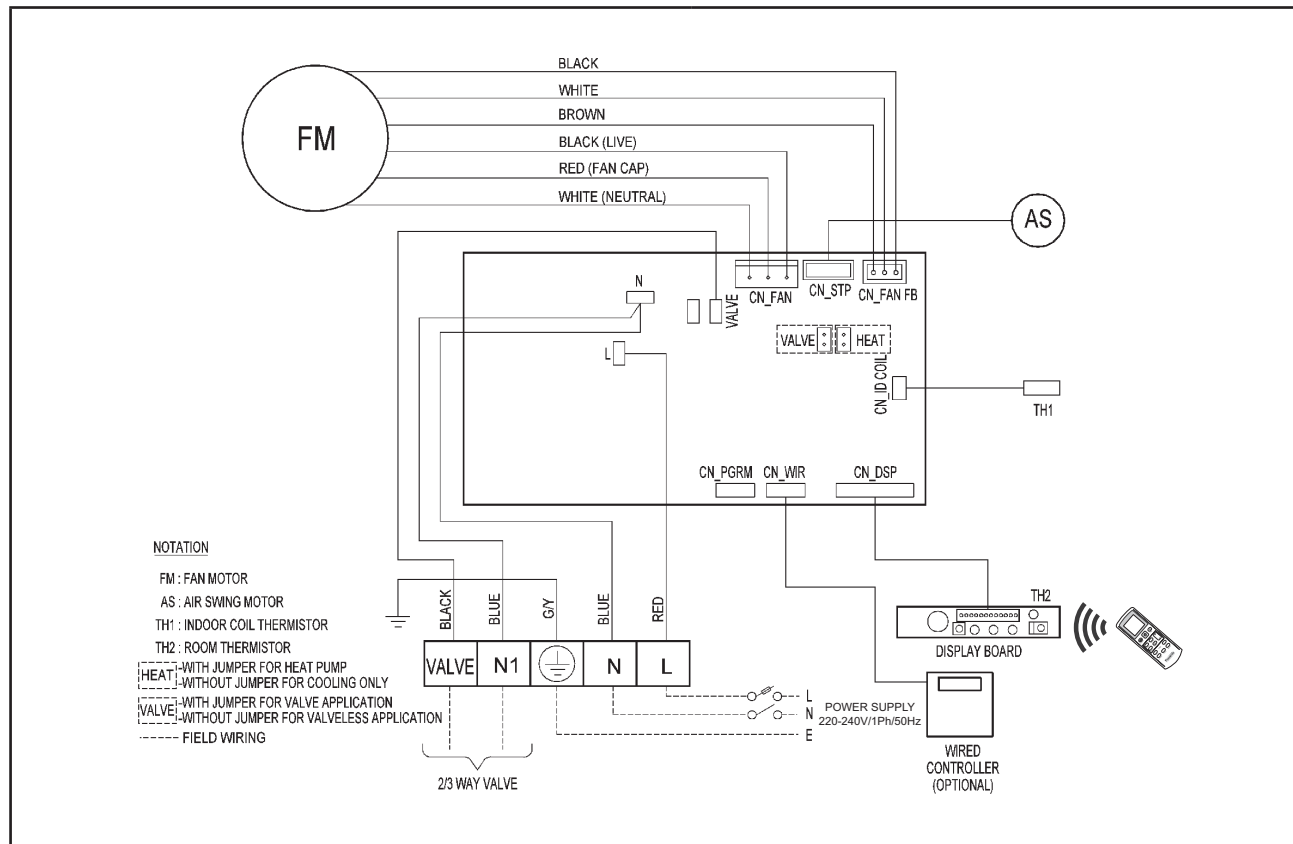 BLACK
WHITE
BROWN
BLACK (LIVE)
RED (FAN CAP)
WHITE (NEUTRAL)
FM
AS
N
VALVE
CN_FAN
CN_STP
CN_FAN FB
L
VALVE
HEAT
CN_ID COIL
TH1
CN_PGRM
CN_WIR
CN_DSP
NOTATION
FM : FAN MOTOR
AS : AIR SWING MOTOR
TH1 : INDOOR COIL THERMISTOR
TH2 : ROOM THERMISTOR
HEAT -WITH JUMPER FOR HEAT PUMP
-WITHOUT JUMPER FOR COOLING ONLY
VALVE -WITH JUMPER FOR VALVE APPLICATION
-WITHOUT JUMPER FOR VALVELESS APPLICATION
----- FIELD WIRING
BLACK
BLUE
G/Y
BLUE
RED
VALVE
N1
N
L
2/3 WAY VALVE
L
N
E
POWER SUPPLY
220-240V/1Ph/50Hz
TH2
DISPLAY BOARD
WIRED
CONTROLLER
(OPTIONAL)